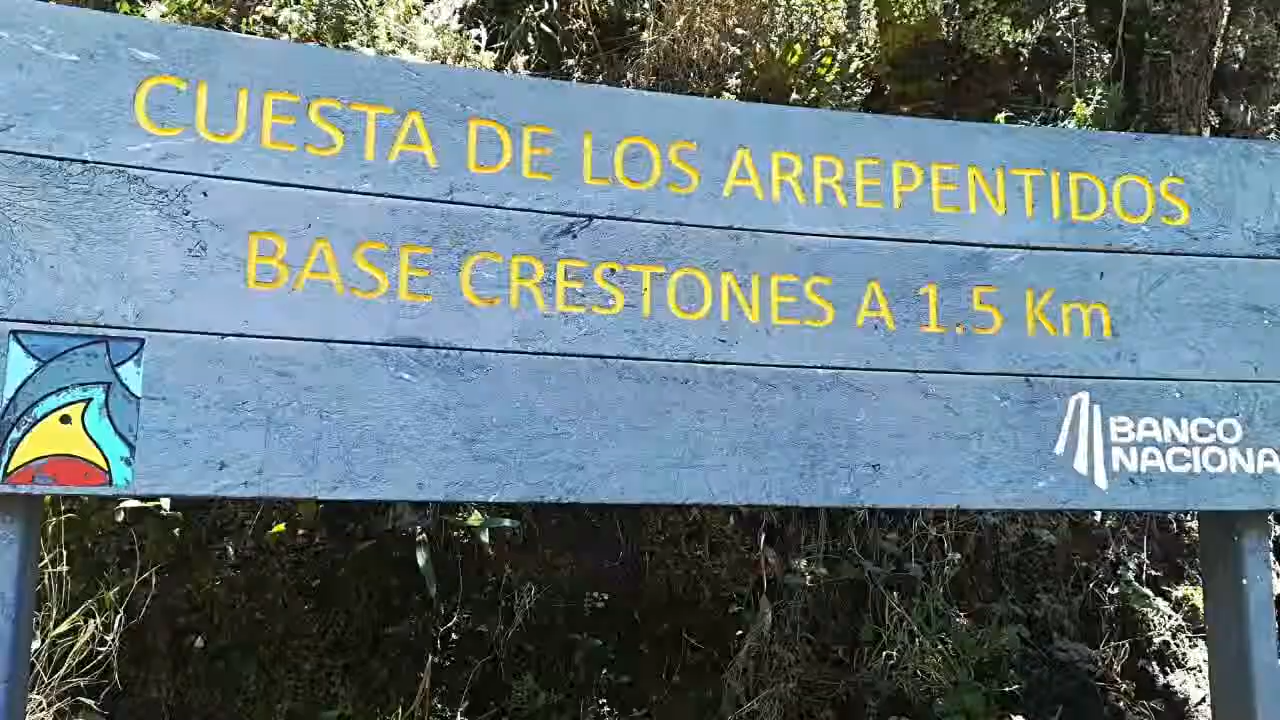 CUESTA DE LOS ARREPENTIDOS
BASE CRESTONES A 1.5 Km
BANCO
NACIONA